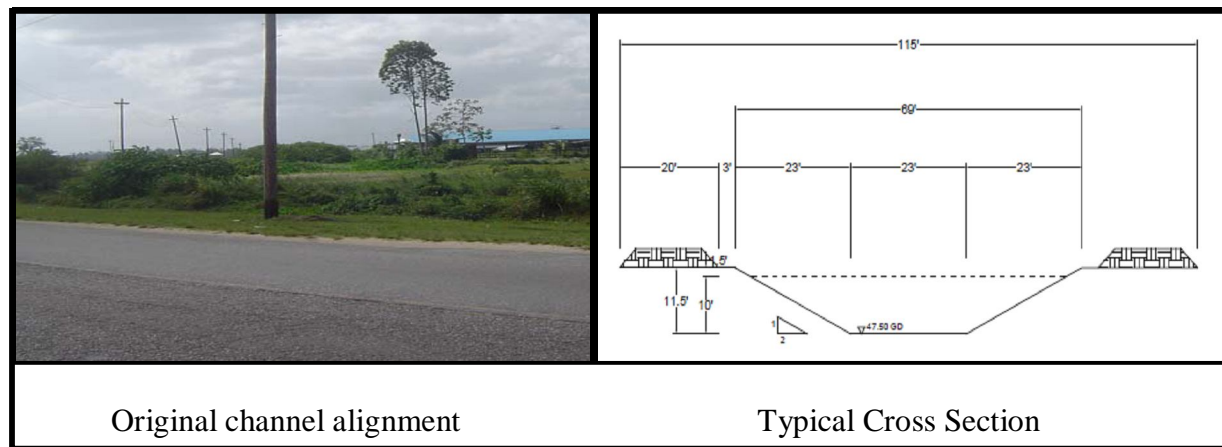 115'
69'
20' 3' 23' 23' 23'
1.5'
11.5' 10'
1
2
47.50 GD
Original channel alignment Typical Cross Section